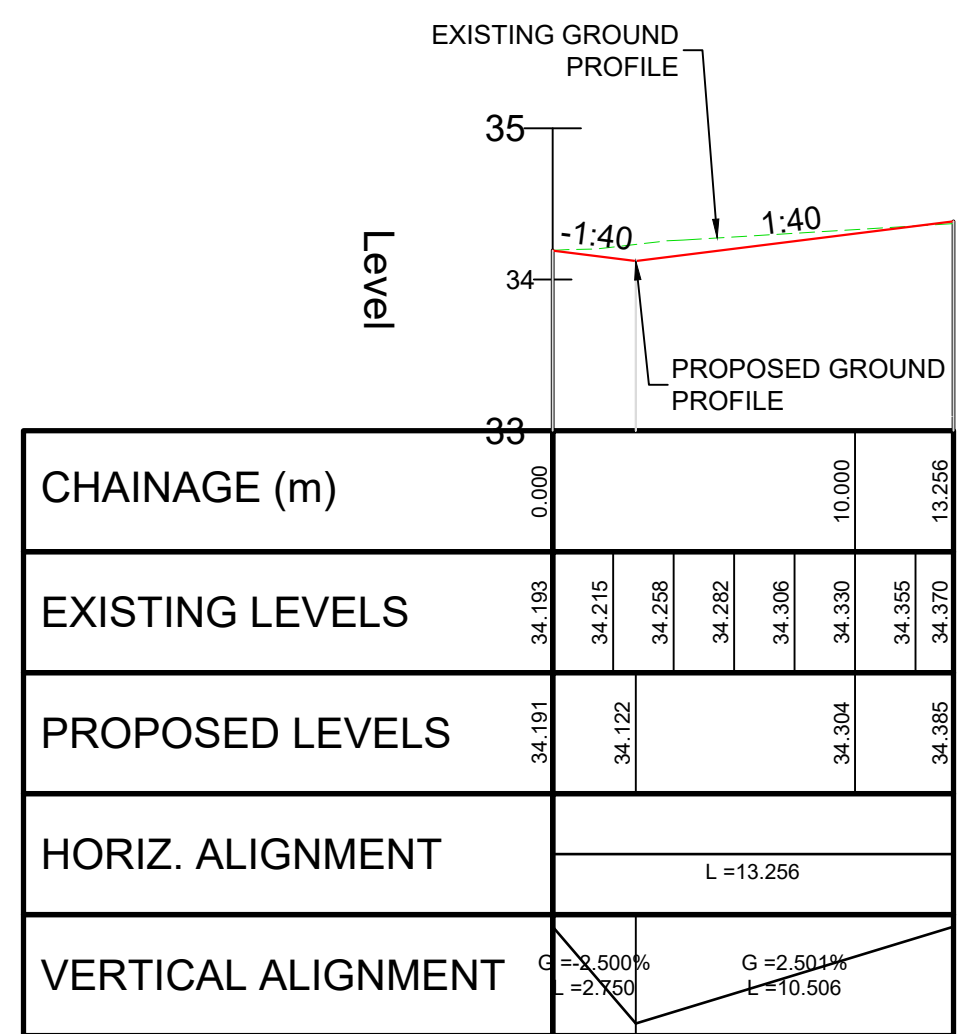 EXISTING GROUND
PROFILE
35
-1:40
1:40
Level
34
PROPOSED GROUND
PROFILE
33
CHAINAGE (m)
0.000
10.000
13.256
EXISTING LEVELS
34.193
34.215
34.258
34.282
34.306
34.330
34.355
34.370
PROPOSED LEVELS
34.191
34.122
34.304
34.385
HORIZ. ALIGNMENT
L =13.256
VERTICAL ALIGNMENT
G =-2.500%
L =2.750
G =2.501%
L =10.506